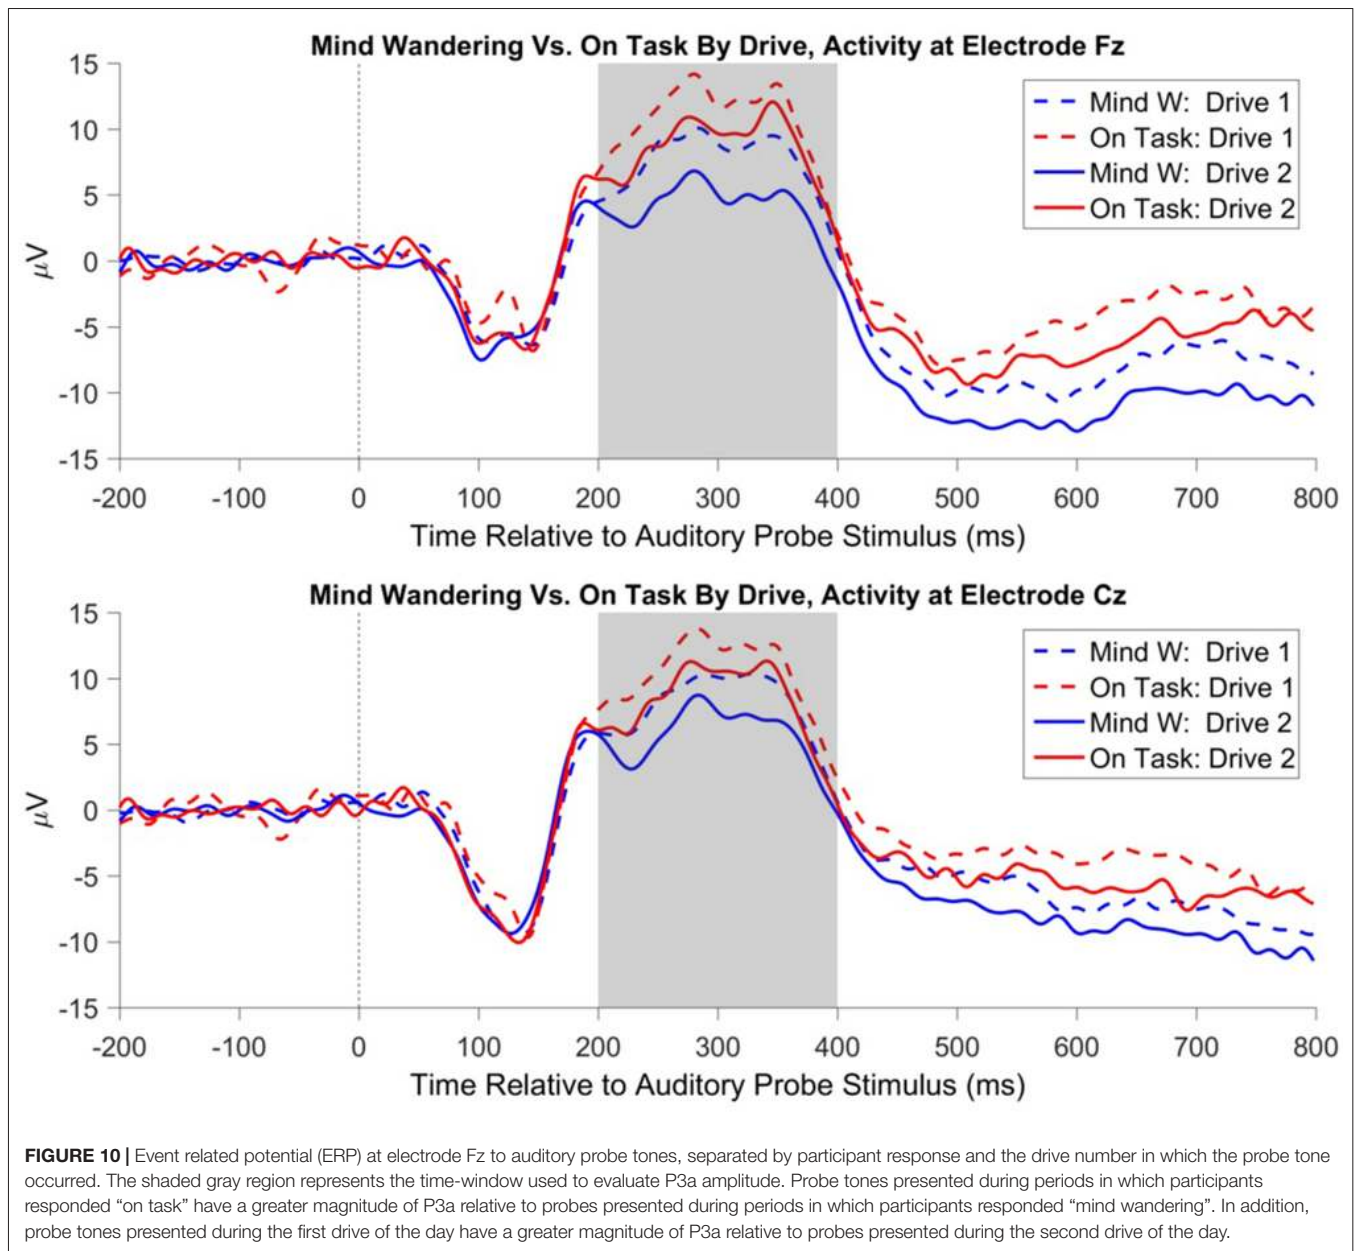 Mind Wandering Vs. On Task By Drive, Activity at Electrode Fz
15
10
5
0
-5
-10
-15
µV
Mind W: Drive 1
On Task: Drive 1
Mind W: Drive 2
On Task: Drive 2
-200 -100 0 100 200 300 400 500 600 700 800
Time Relative to Auditory Probe Stimulus (ms)
Mind Wandering Vs. On Task By Drive, Activity at Electrode Cz
15
10
5
0
-5
-10
-15
µV
Mind W: Drive 1
On Task: Drive 1
Mind W: Drive 2
On Task: Drive 2
-200 -100 0 100 200 300 400 500 600 700 800
Time Relative to Auditory Probe Stimulus (ms)
FIGURE 10 | Event related potential (ERP) at electrode Fz to auditory probe tones, separated by participant response and the drive number in which the probe tone
occurred. The shaded gray region represents the time-window used to evaluate P3a amplitude. Probe tones presented during periods in which participants
responded “on task” have a greater magnitude of P3a relative to probes presented during periods in which participants responded “mind wandering”. In addition,
probe tones presented during the first drive of the day have a greater magnitude of P3a relative to probes presented during the second drive of the day.